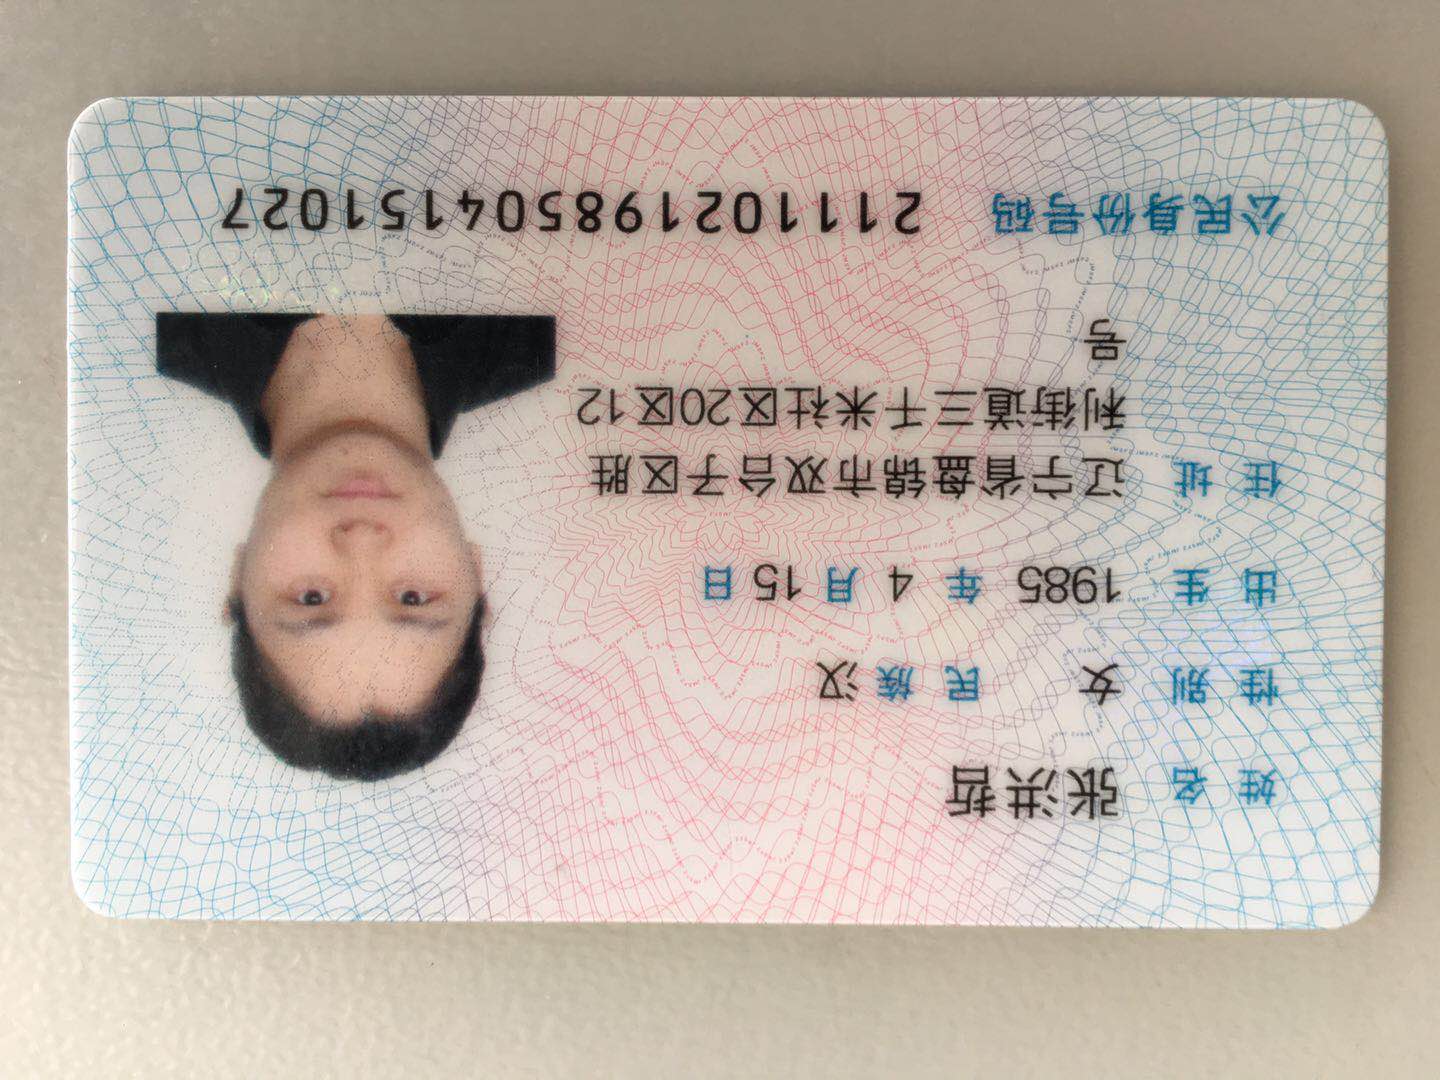 姓名 张洪哲
性别 女 民族 汉
出生 1985 年 4 月 15 日
住址 辽宁省盘锦市双台子区胜
利街道三千米社区20区12
号
公民身份号码 211102198504151027